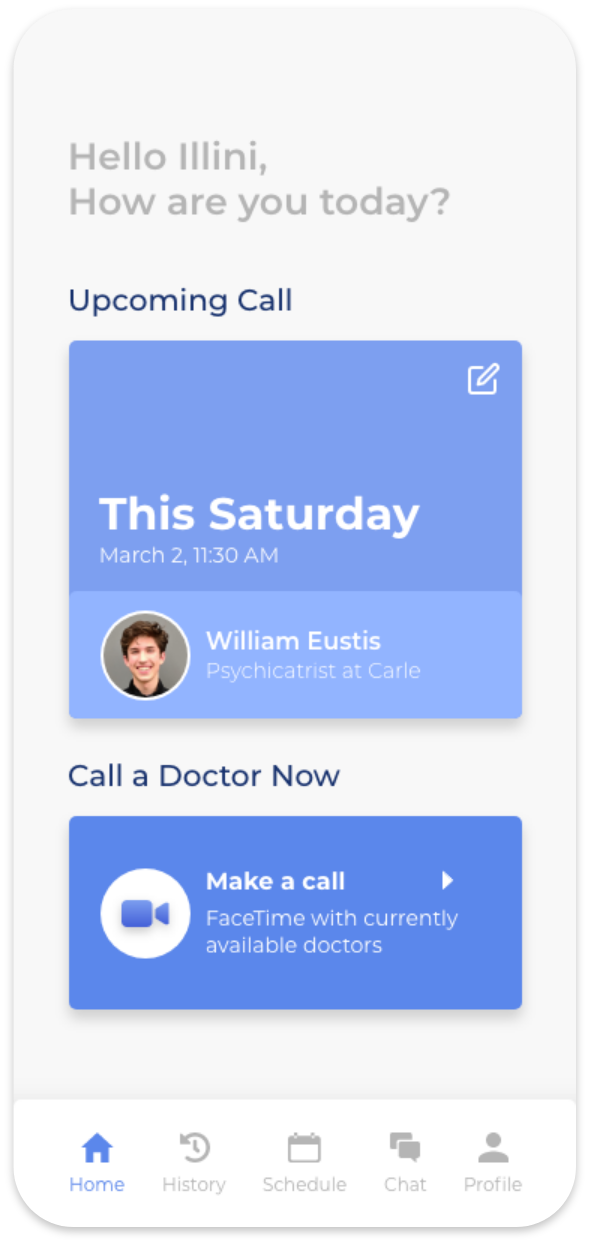 Hello Illini,
How are you today?
Upcoming Call
This Saturday
March 2, 11:30 AM
William Eustis
Psychicatrist at Carle
Call a Doctor Now
Make a call
FaceTime with currently
available doctors
Home History Schedule Chat Profile